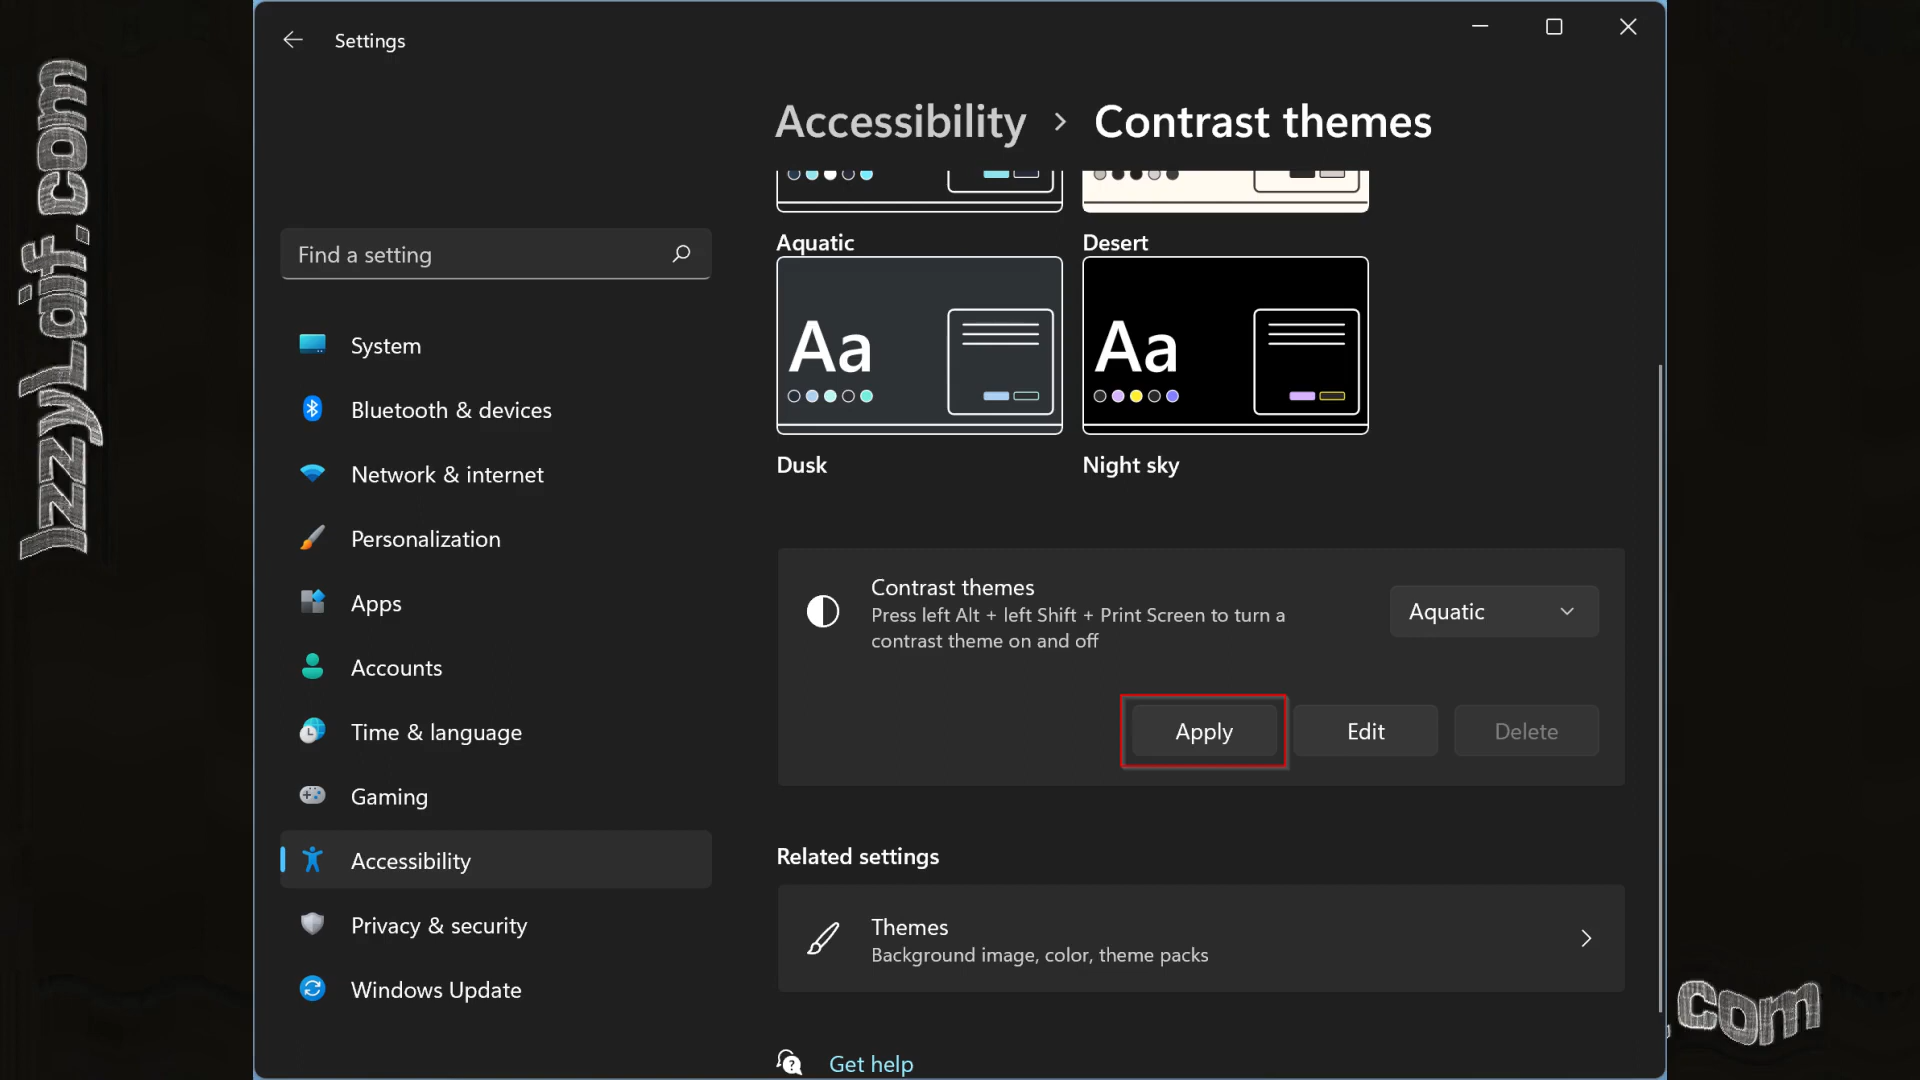 Settings
Accessibility > Contrast themes
Find a setting
System
Bluetooth & devices
Network & internet
Personalization
Apps
Accounts
Time & language
Gaming
Accessibility
Privacy & security
Windows Update
Aquatic
Desert
Aa
Aa
Dusk
Night sky
Contrast themes
Press left Alt + left Shift + Print Screen to turn a
contrast theme on and off
Aquatic
Apply
Edit
Delete
Related settings
Themes
Background image, color, theme packs
Get help
JzzyLaif.com
.com